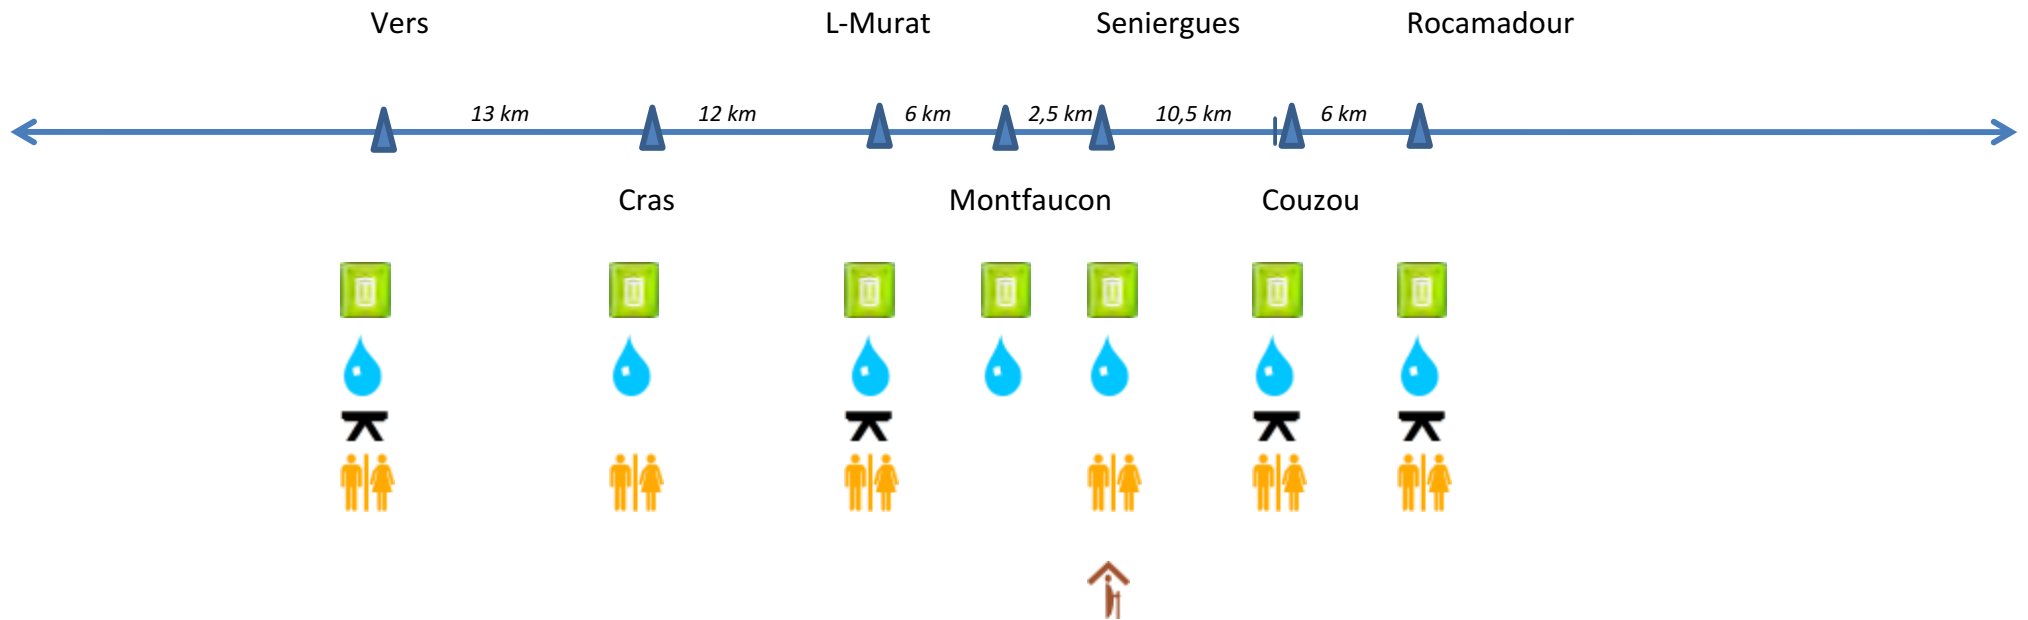 Vers L-Murat Seniergues Rocamadour
13 km 12 km 6 km 2,5 km 10,5 km 6 km
Cras Montfaucon Couzou